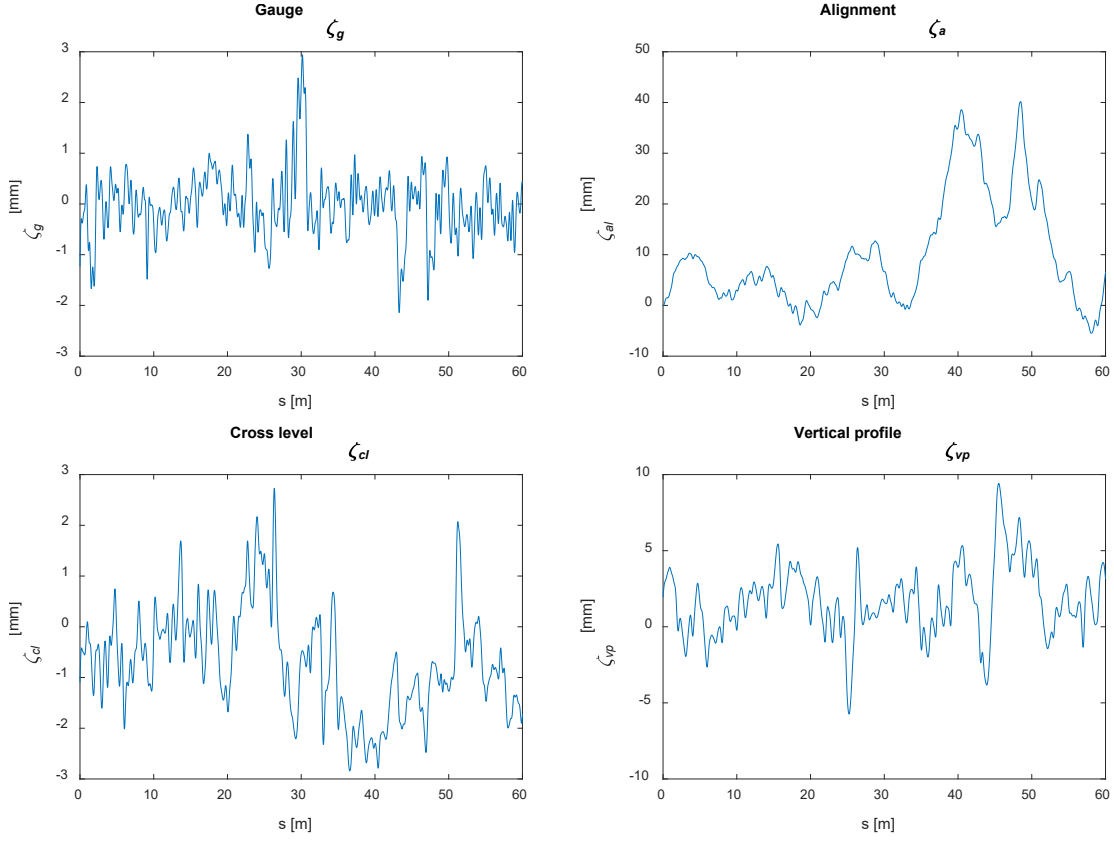 Gauge
ζg
3
2
1
0
-1
-2
-3
ζg [mm]
0 10 20 30 40 50 60
s [m]
Alignment
ζa
50
40
30
20
10
0
-10
ζal [mm]
0 10 20 30 40 50 60
s [m]
Cross level
ζcl
3
2
1
0
-1
-2
-3
ζcl [mm]
0 10 20 30 40 50 60
s [m]
Vertical profile
ζvp
10
5
0
-5
-10
ζvp [mm]
0 10 20 30 40 50 60
s [m]